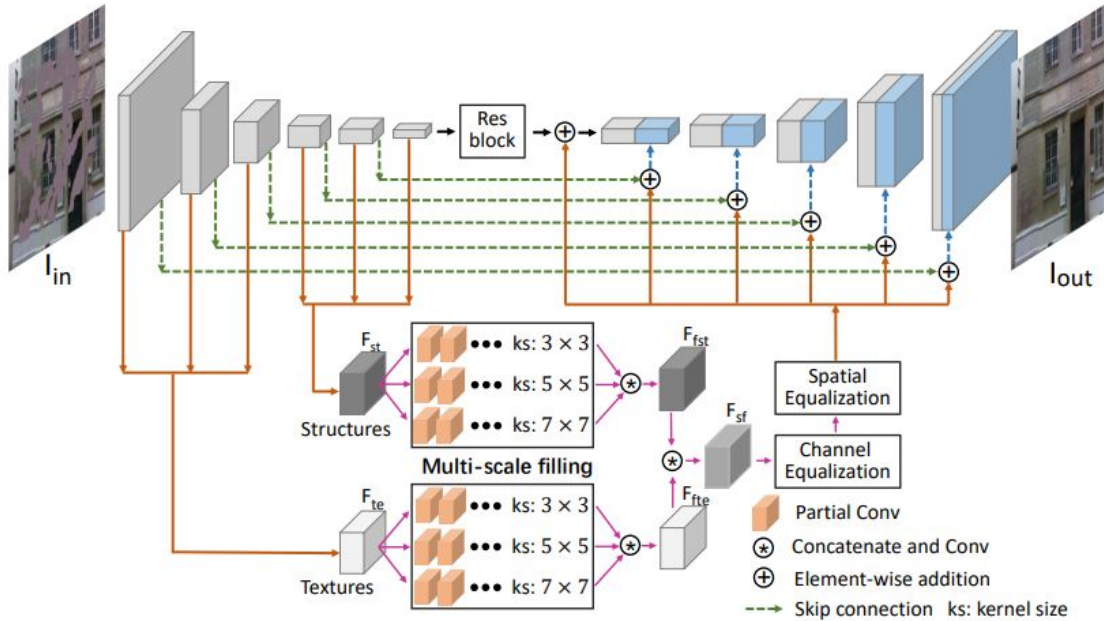 I_in
Res
block
I_out
F_st
ks: 3 × 3
ks: 5 × 5
ks: 7 × 7
Structures
F_fst
Spatial
Equalization
F_sf
Channel
Equalization
Multi-scale filling
F_te
ks: 3 × 3
ks: 5 × 5
ks: 7 × 7
Textures
F_fte
Partial Conv
Concatenate and Conv
Element-wise addition
Skip connection ks: kernel size